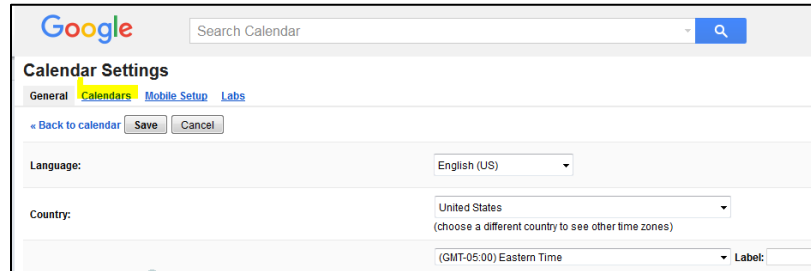 Google Search Calendar
Calendar Settings
General Calendars Mobile Setup Labs
« Back to calendar Save Cancel
Language: English (US)
Country: United States
(choose a different country to see other time zones)
(GMT-05:00) Eastern Time Label: